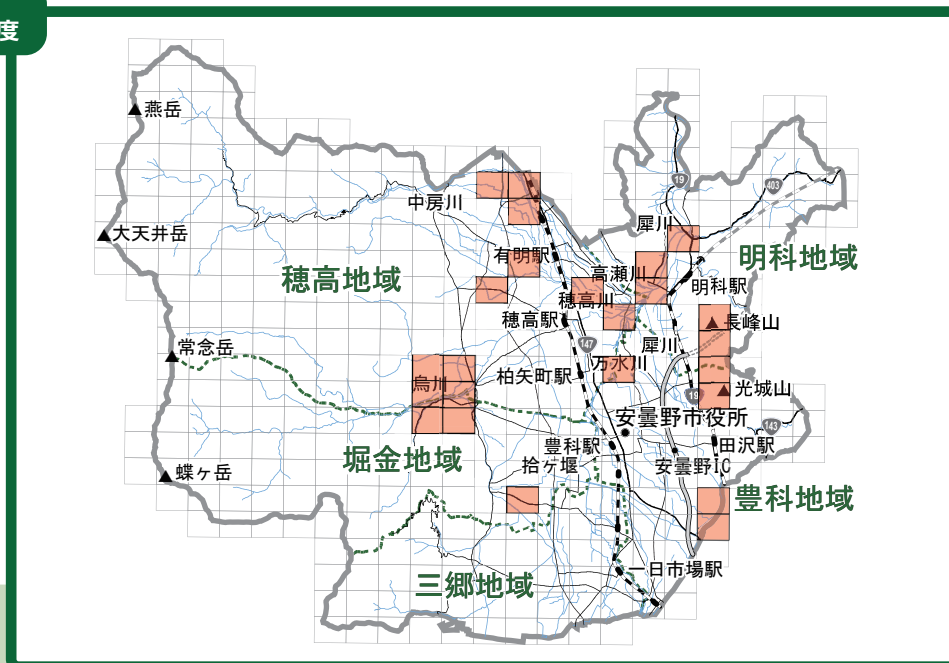 度
燕岳
19
403
中房川
犀川
大天井岳
有明駅
明科地域
高瀬川
穂高地域
明科駅
穂高川
穂高駅
長峰山
147
犀川
常念岳
万水川
烏川
柏矢町駅
光城山
19
安曇野市役所
143
豊科駅
田沢駅
堀金地域
拾ケ堰
安曇野IC
蝶ヶ岳
豊科地域
一日市場駅
三郷地域